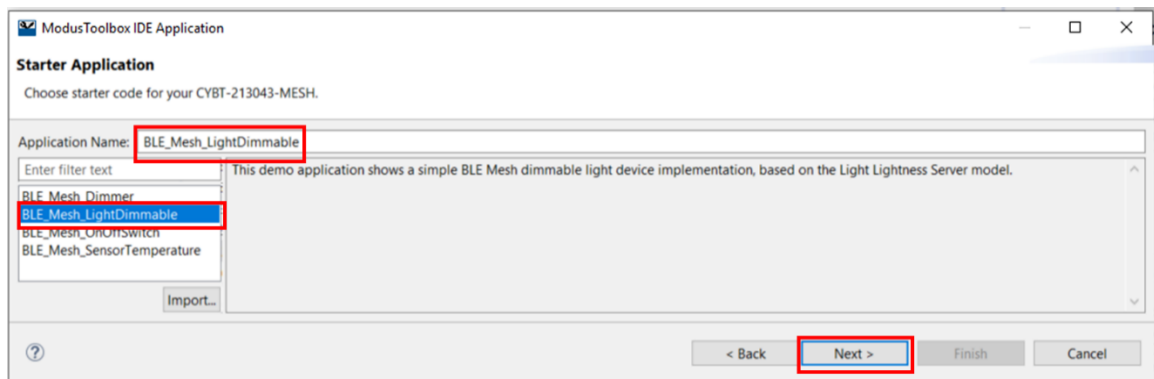 ModusToolbox IDE Application
Starter Application
Choose starter code for your CYBT-213043-MESH.
Application Name: BLE_Mesh_LightDimmable
Enter filter text
This demo application shows a simple BLE Mesh dimmable light device implementation, based on the Light Lightness Server model.
BLE_Mesh_Dimmer
BLE_Mesh_LightDimmable
BLE_Mesh_OnOffSwitch
BLE_Mesh_SensorTemperature
Import...
? < Back Next > Finish Cancel